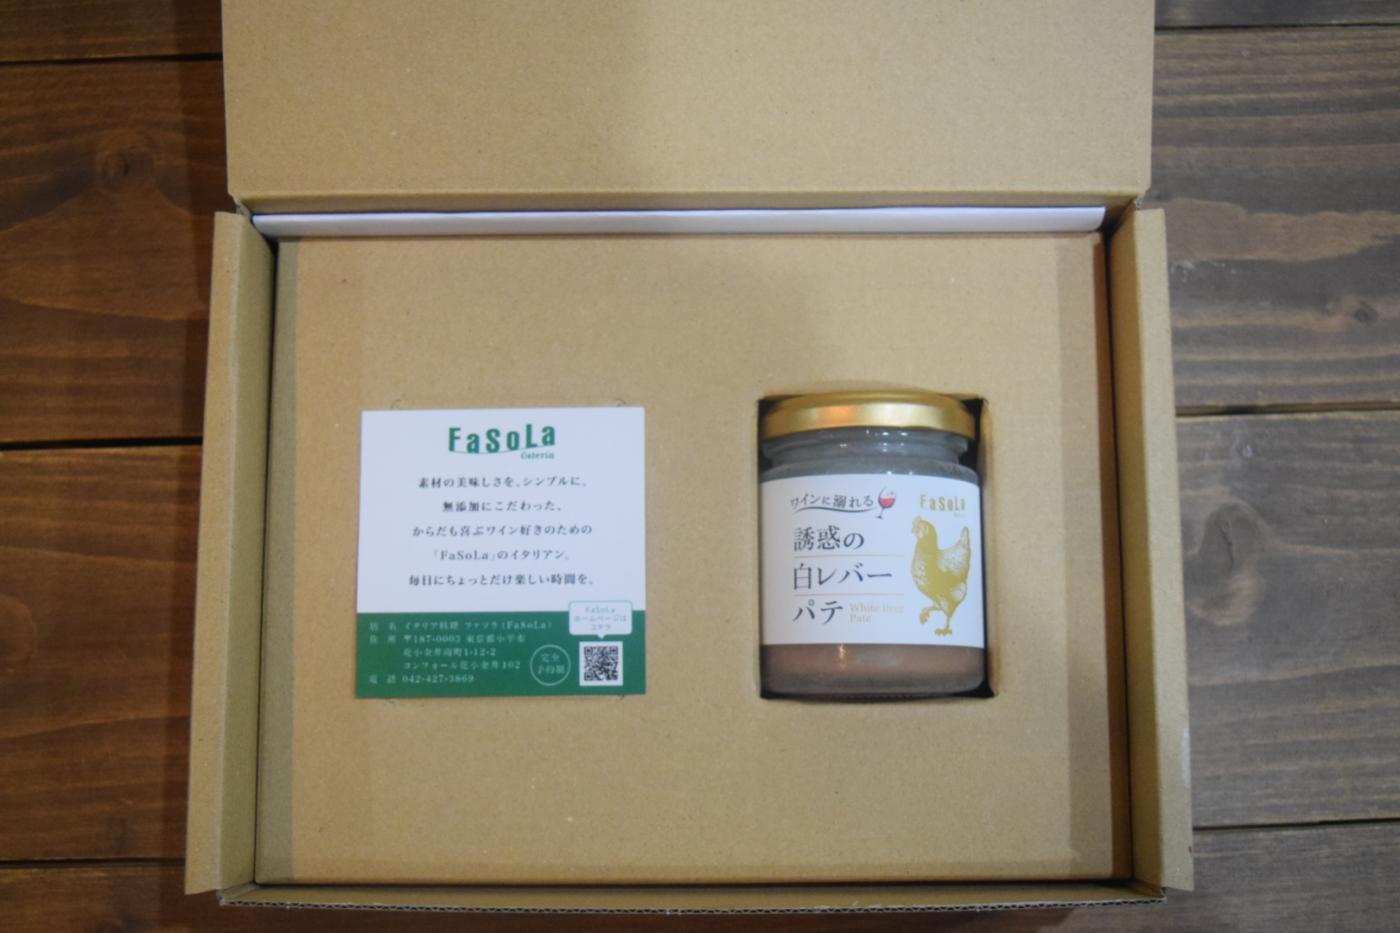 FaSoLa
Osteria
素材の美味しさを、シンプルに。
無添加にこだわった、
からだも喜ぶワイン好きのための
「FaSoLa」のイタリアン。
毎日にちょっとだけ楽しい時間を。
FaSoLa
ホームページは
コチラ
店 名 イタリア料理 ファソラ(FaSoLa)
住 所 〒187-0003 東京都小平市
花小金井南町1-12-2
コンフォール花小金井102
電 話 042-427-3869
完全
予約制
ワインに溺れる
FaSoLa
誘惑の
白レバー
パテ
White liver
Pate